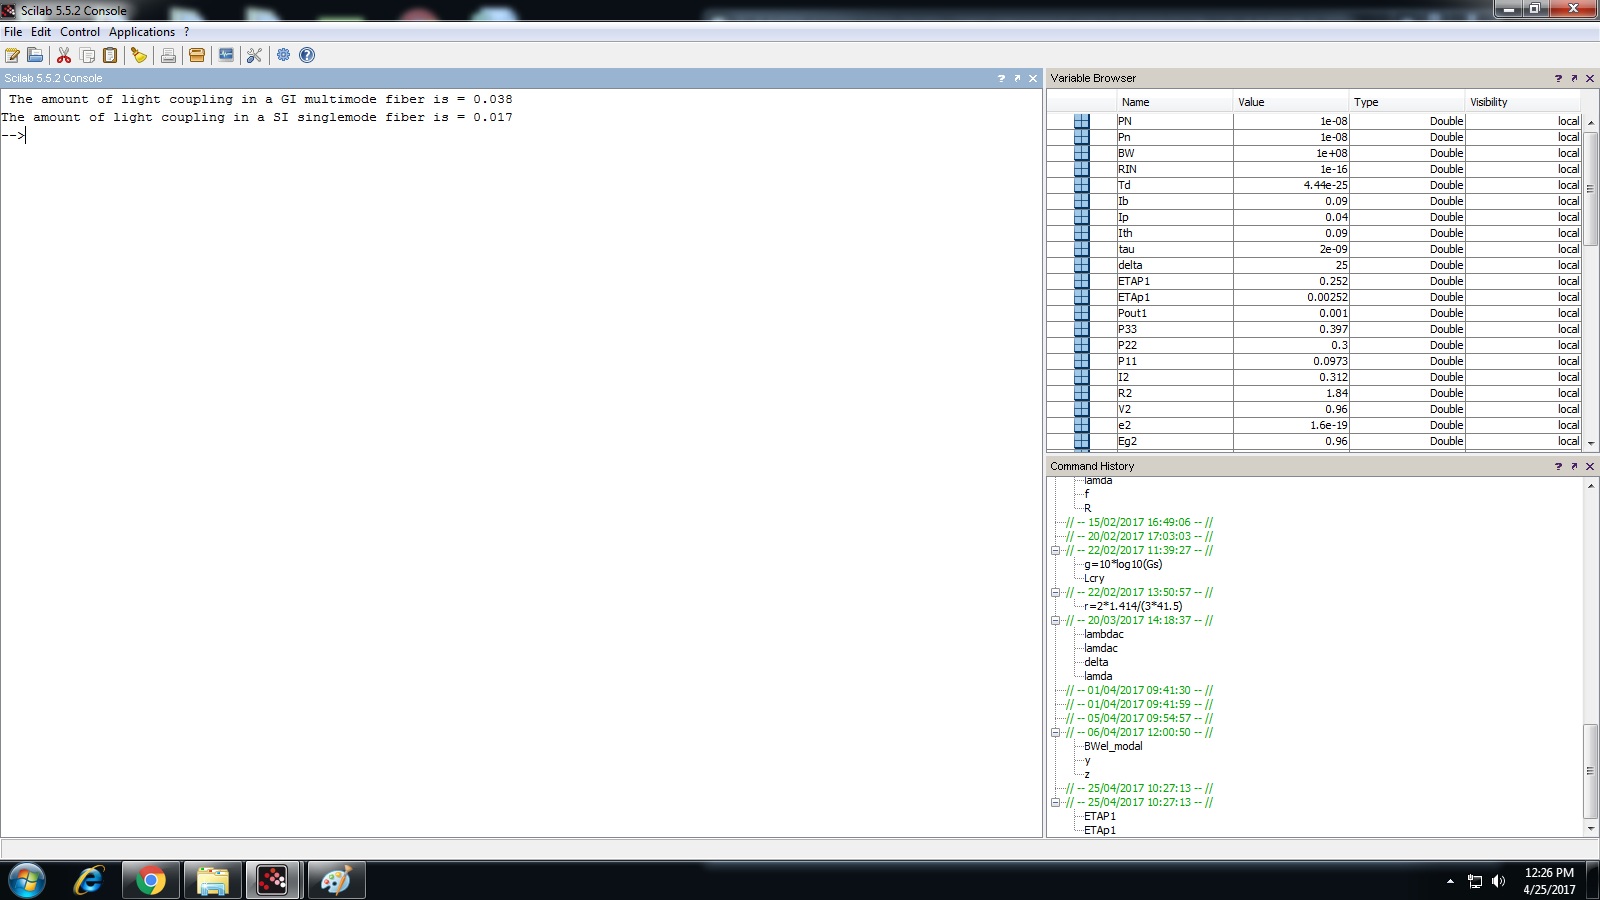 Scilab 5.5.2 Console
File Edit Control Applications ?
Scilab 5.5.2 Console ?
The amount of light coupling in a GI multimode fiber is = 0.038
The amount of light coupling in a SI singlemode fiber is = 0.017
-->
Variable Browser ?
Name Value Type Visibility
PN 1e-08 Double local
Pn 1e-08 Double local
BW 1e+08 Double local
RIN 1e-16 Double local
Td 4.44e-25 Double local
Ib 0.09 Double local
Ip 0.04 Double local
Ith 0.09 Double local
tau 2e-09 Double local
delta 25 Double local
ETAP1 0.252 Double local
ETAp1 0.00252 Double local
Pout1 0.001 Double local
P33 0.397 Double local
P22 0.3 Double local
P11 0.0973 Double local
I2 0.312 Double local
R2 1.84 Double local
V2 0.96 Double local
e2 1.6e-19 Double local
Eg2 0.96 Double local
Command History ?
lamda
f
R
// -- 15/02/2017 16:49:06 -- //
// -- 20/02/2017 17:03:03 -- //
// -- 22/02/2017 11:39:27 -- //
g=10*log10(Gs)
Lcry
// -- 22/02/2017 13:50:57 -- //
r=2*1.414/(3*41.5)
// -- 20/03/2017 14:18:37 -- //
lambdac
lamdac
delta
lamda
// -- 01/04/2017 09:41:30 -- //
// -- 01/04/2017 09:41:59 -- //
// -- 05/04/2017 09:54:57 -- //
// -- 06/04/2017 12:00:50 -- //
BWel_modal
y
z
// -- 25/04/2017 10:27:13 -- //
// -- 25/04/2017 10:27:13 -- //
ETAP1
ETAp1
12:26 PM
4/25/2017